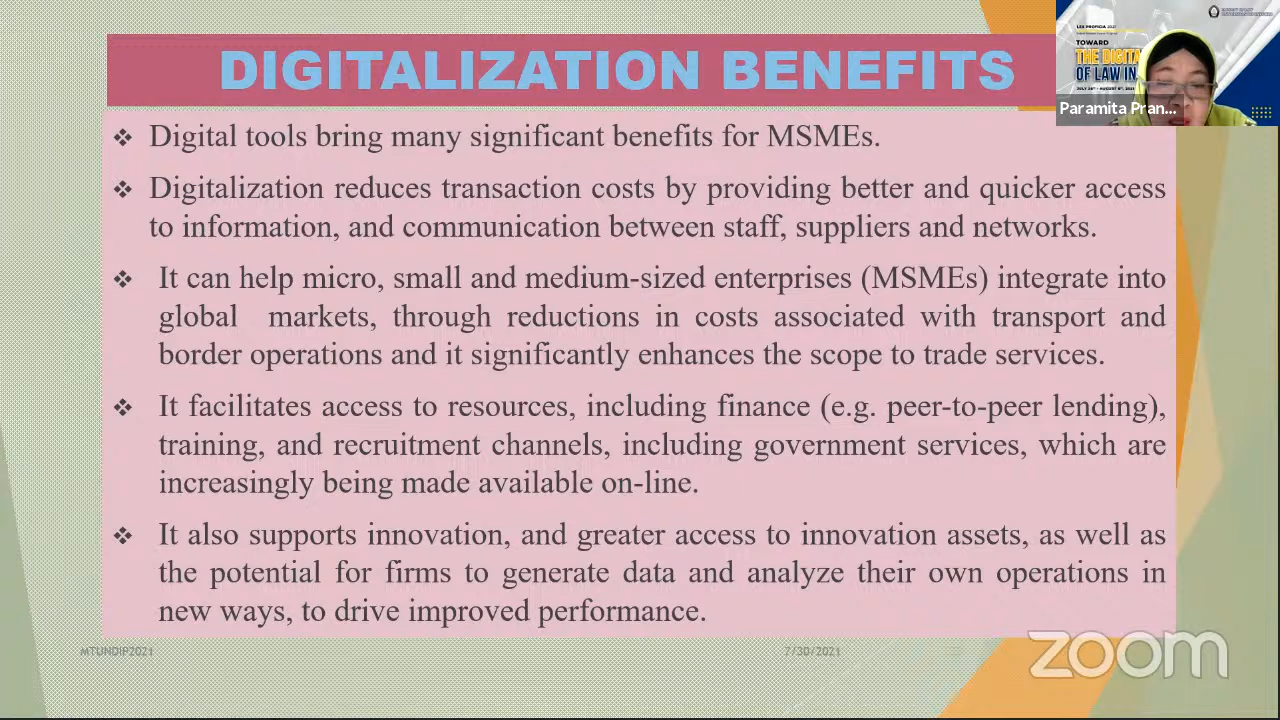 DIGITALIZATION BENEFITS
❖ Digital tools bring many significant benefits for MSMEs.
❖ Digitalization reduces transaction costs by providing better and quicker access
to information, and communication between staff, suppliers and networks.
❖ It can help micro, small and medium-sized enterprises (MSMEs) integrate into
global markets, through reductions in costs associated with transport and
border operations and it significantly enhances the scope to trade services.
❖ It facilitates access to resources, including finance (e.g. peer-to-peer lending),
training, and recruitment channels, including government services, which are
increasingly being made available on-line.
❖ It also supports innovation, and greater access to innovation assets, as well as
the potential for firms to generate data and analyze their own operations in
new ways, to drive improved performance.
MTUNDIP2021
7/30/2021
zoom
LEX PROFICIA 2021
TOWARD
THE DIGITA
OF LAW IN
Paramita Pran...